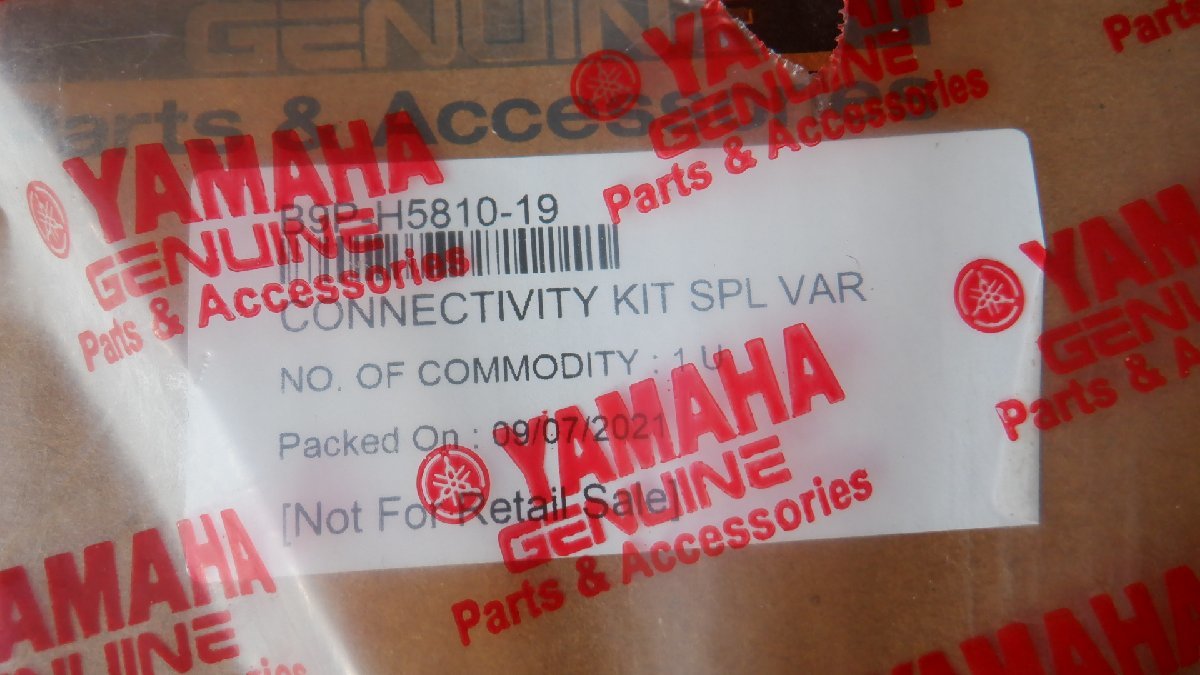 GENUINE
Parts & Accessories
YAMAHA
GENUINE
Parts & Accessories
YAMAHA
GENUINE
Parts & Accessories
Parts
B9P-H5810-19
CONNECTIVITY KIT SPL VAR
NO. OF COMMODITY : 1 U
Packed On : 09/07/2021
[Not For Retail Sale]
YAMAHA
GENUINE
Parts & Accessories
YAMAHA
GENUINE
Parts & A
YAMAHA
GENUINE
YAMAHA